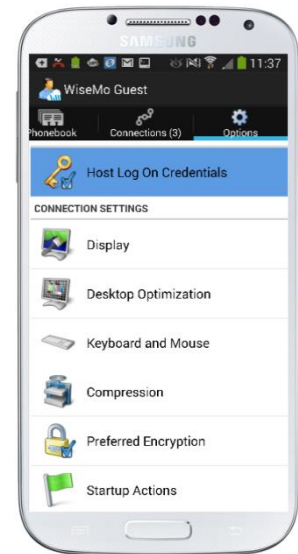 SAMSUNG
11:37
WiseMo Guest
Phonebook
Connections (3)
Options
Host Log On Credentials
CONNECTION SETTINGS
Display
Desktop Optimization
Keyboard and Mouse
Compression
Preferred Encryption
Startup Actions